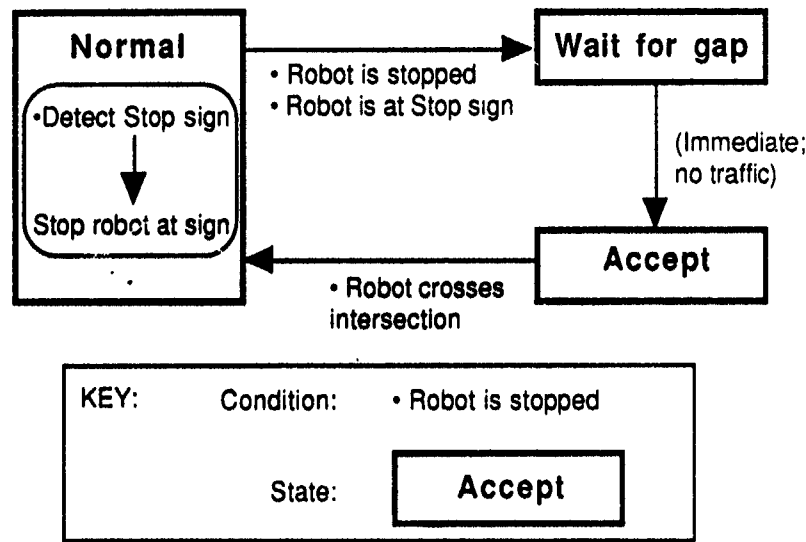 Normal
•Detect Stop sign
Stop robot at sign
• Robot is stopped
• Robot is at Stop sign
Wait for gap
(Immediate;
no traffic)
Accept
• Robot crosses
intersection
KEY:
Condition:
• Robot is stopped
State:
Accept